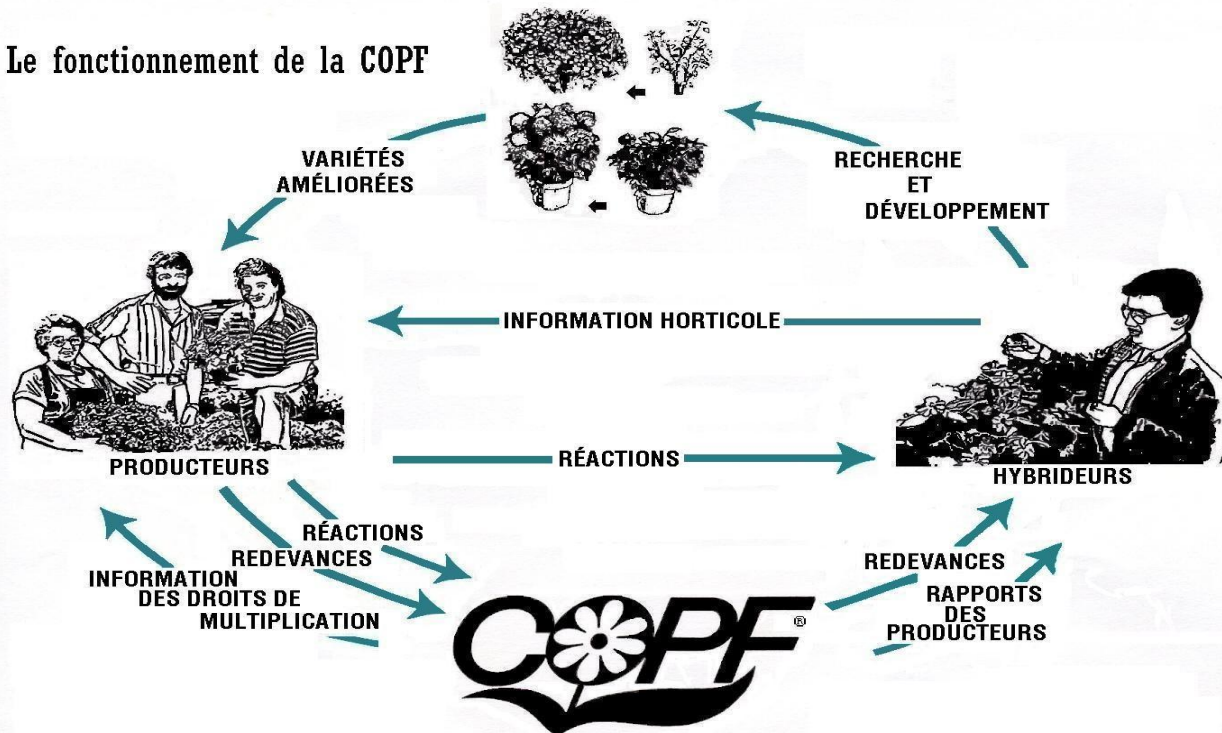 Le fonctionnement de la COPF
VARIÉTÉS
AMÉLIORÉES
RECHERCHE
ET
DÉVELOPPEMENT
INFORMATION HORTICOLE
PRODUCTEURS
RÉACTIONS
HYBRIDEURS
RÉACTIONS
REDEVANCES
INFORMATION
DES DROITS DE
MULTIPLICATION
REDEVANCES
RAPPORTS
DES
PRODUCTEURS
COPF®